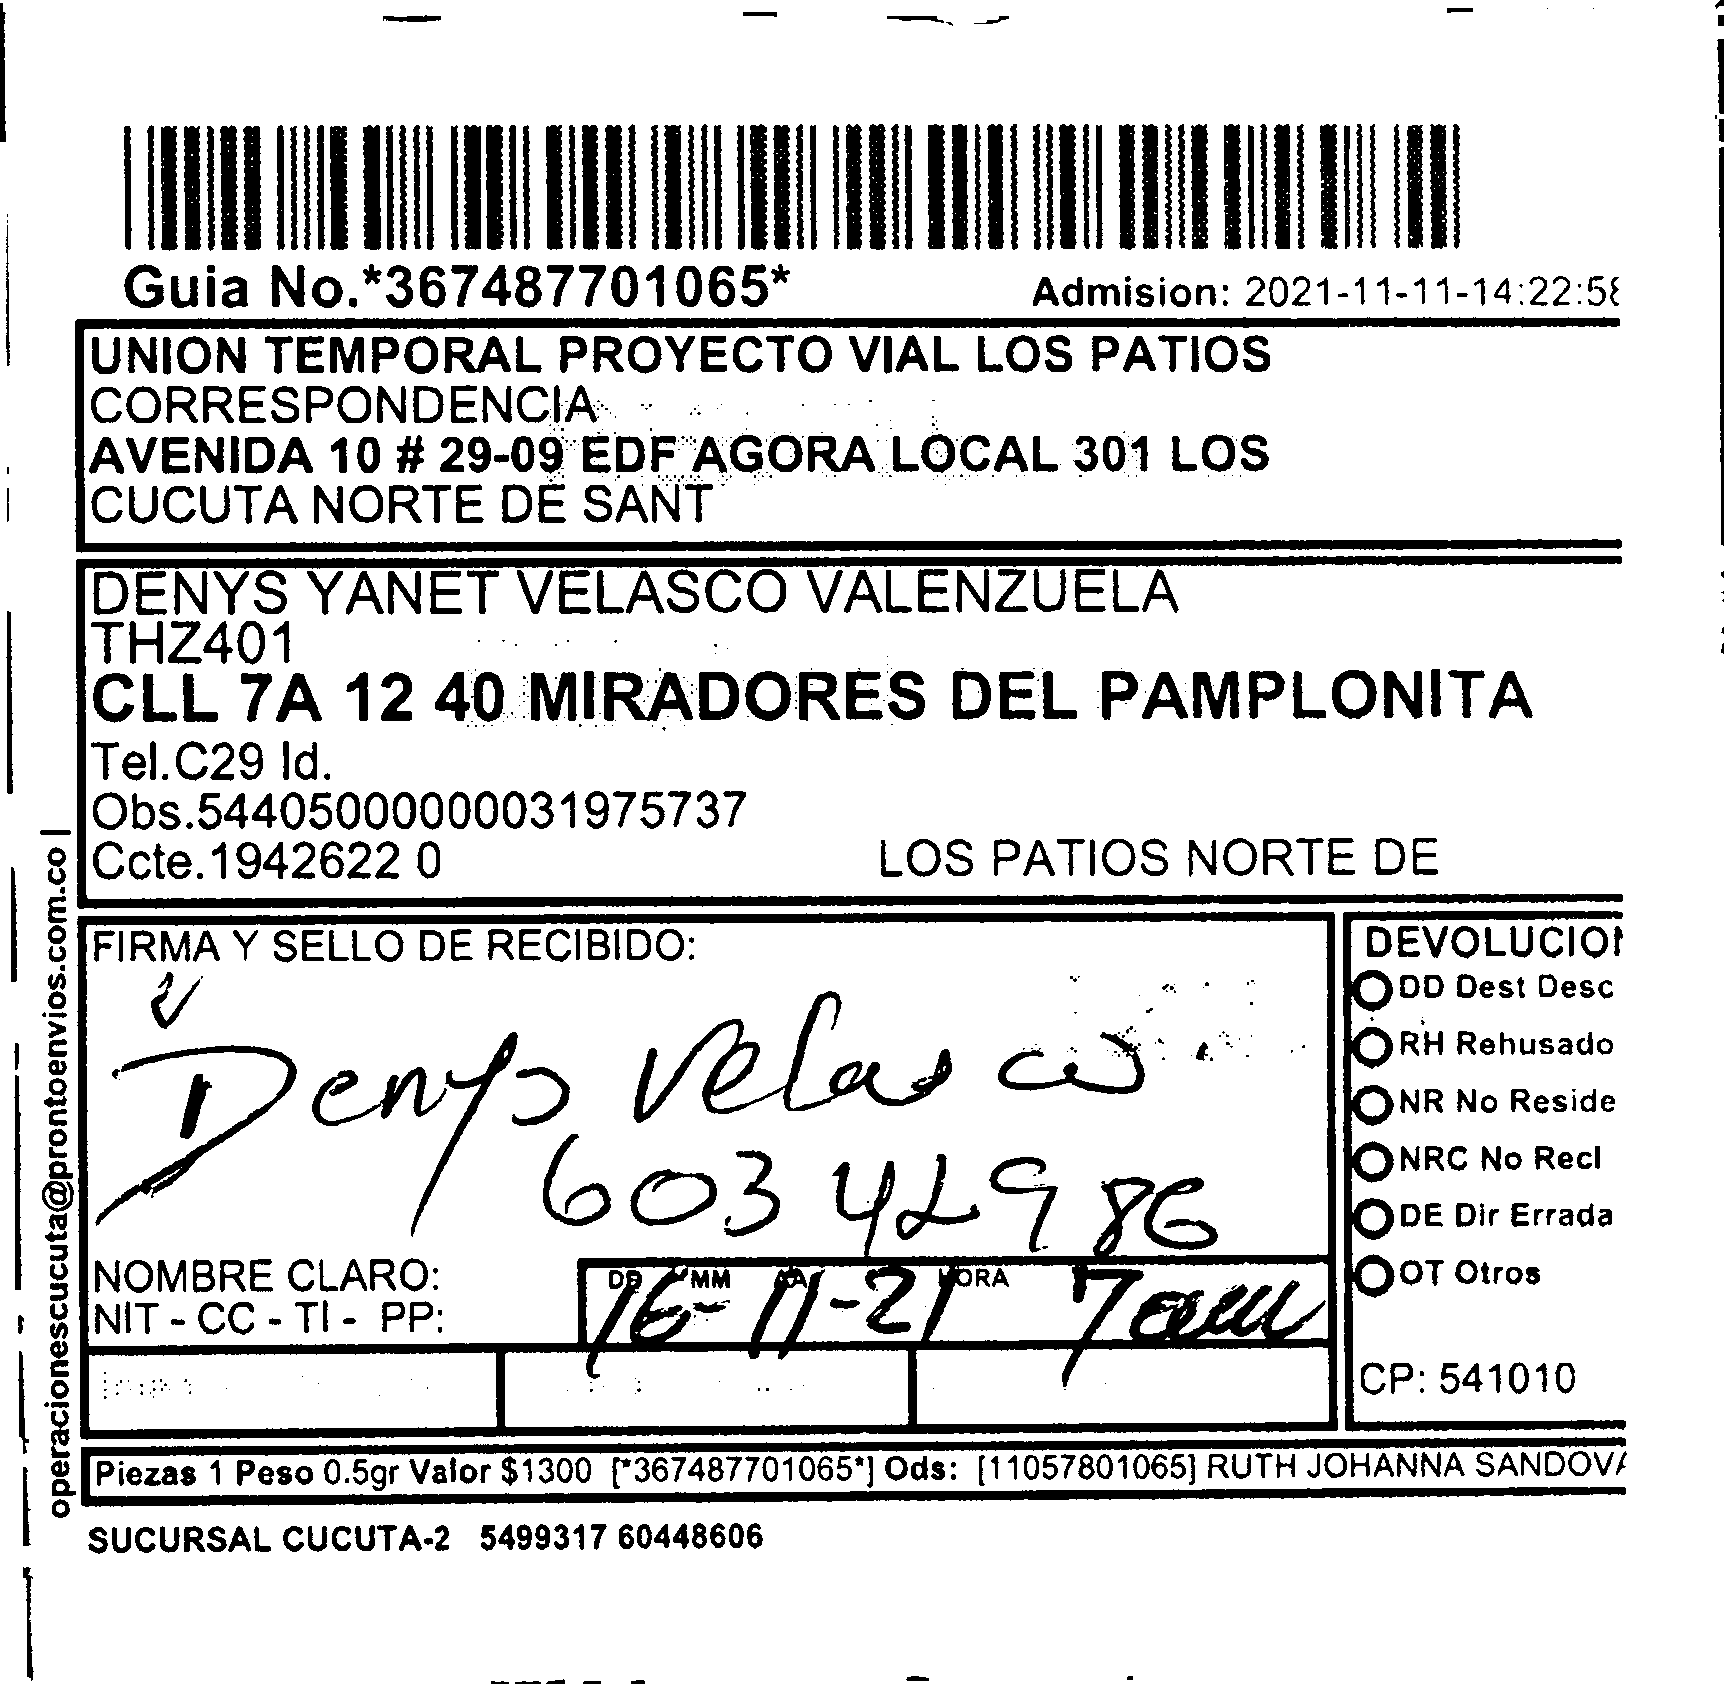 Guia No.*367487701065*
Admision: 2021-11-11-14:22:58
UNION TEMPORAL PROYECTO VIAL LOS PATIOS
CORRESPONDENCIA
AVENIDA 10 # 29-09 EDF AGORA LOCAL 301 LOS
CUCUTA NORTE DE SANT
DENYS YANET VELASCO VALENZUELA
THZ401
CLL 7A 12 40 MIRADORES DEL PAMPLONITA
Tel.C29 Id.
Obs.544050000000031975737
Ccte.1942622 0
LOS PATIOS NORTE DE
FIRMA Y SELLO DE RECIBIDO:
Denys Velasco
60342986
NOMBRE CLARO:
NIT - CC - TI - PP:
DD MM AA HORA
16-11-21 7am
DEVOLUCION
DD Dest Desc
RH Rehusado
NR No Reside
NRC No Recl
DE Dir Errada
OT Otros
CP: 541010
Piezas 1 Peso 0.5gr Valor $1300 [*367487701065*] Ods: [11057801065] RUTH JOHANNA SANDOVA
SUCURSAL CUCUTA-2 5499317 60448606
operacionescucuta@prontoenvios.com.co